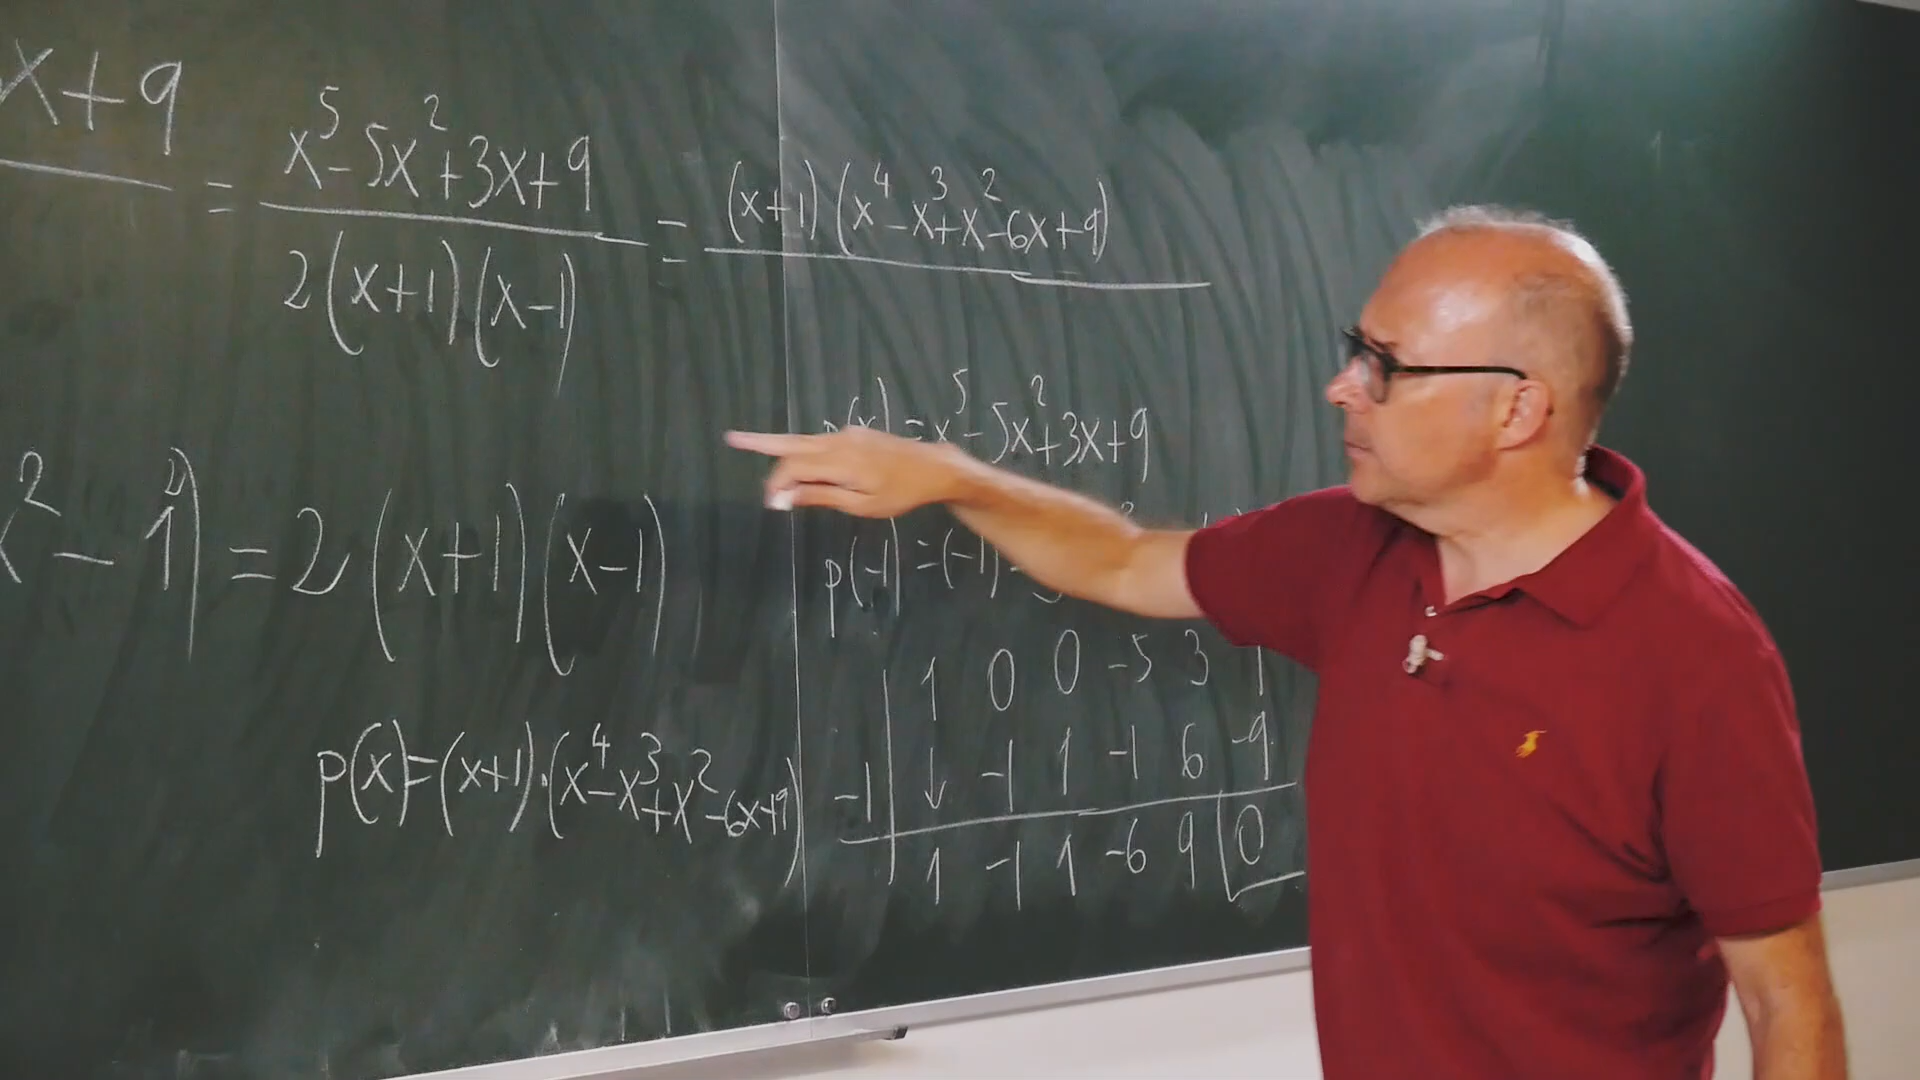 x+9
= x⁵-5x²+3x+9 / 2(x+1)(x-1) = (x+1)(x⁴-x³+x²-6x+9)
x² - 1) = 2(x+1)(x-1)
p(x)=(x+1)·(x⁴-x³+x²-6x+9)
p(x)=x⁵-5x²+3x+9
p(-1)=(-1)
1 0 0 -5 3
-1 ↓ -1 1 -1 6 -9
1 -1 1 -6 9 0